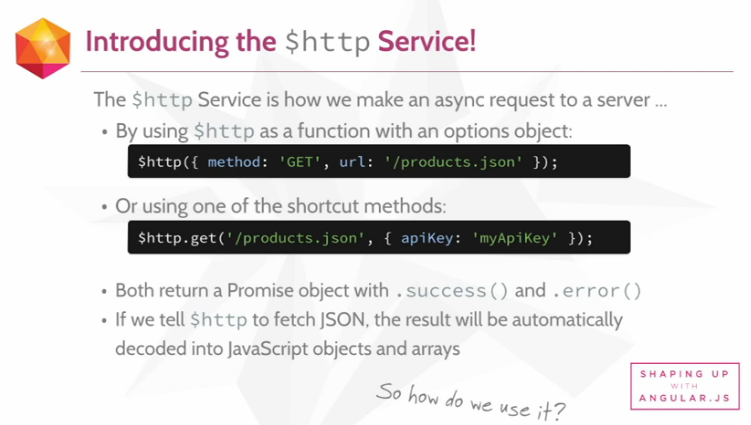 Introducing the $http Service!
The $http Service is how we make an async request to a server ...
• By using $http as a function with an options object:
$http({ method: 'GET', url: '/products.json' });
• Or using one of the shortcut methods:
$http.get('/products.json', { apiKey: 'myApiKey' });
• Both return a Promise object with .success() and .error()
• If we tell $http to fetch JSON, the result will be automatically
decoded into JavaScript objects and arrays
So how do we use it?
SHAPING UP
WITH
ANGULAR.JS